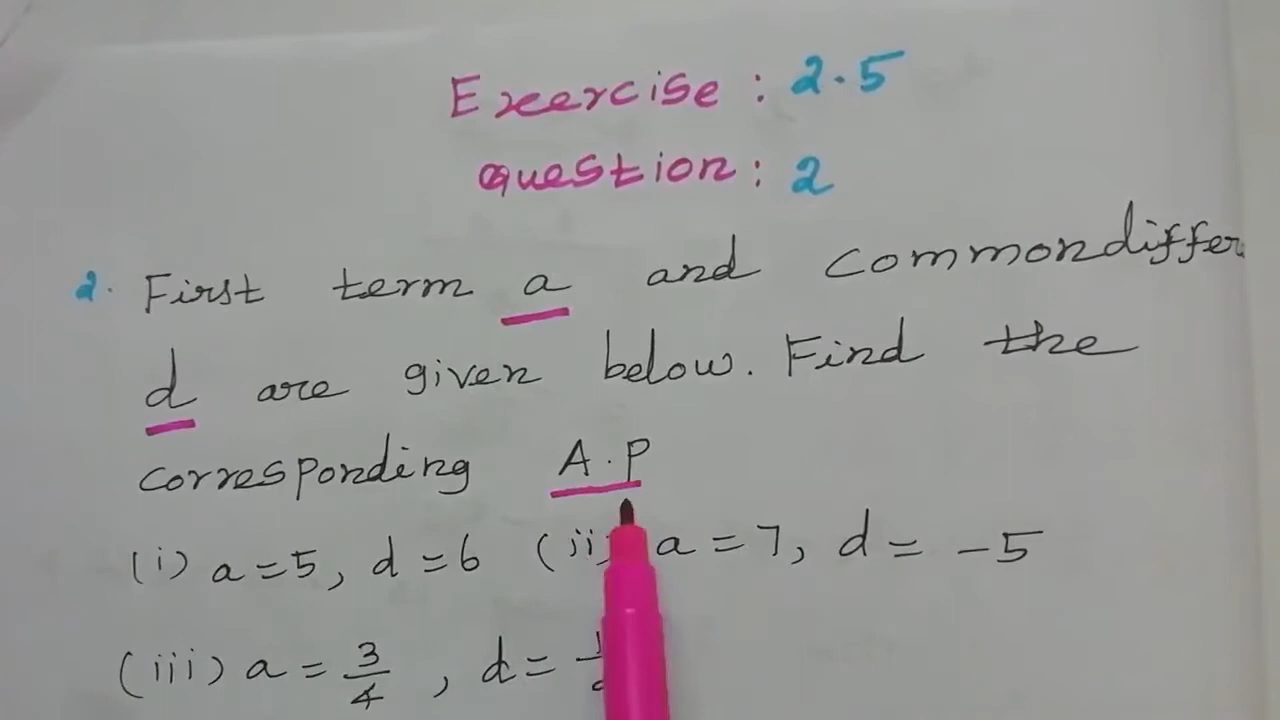 Exercise : 2.5
question : 2
2. First term a and commondiffer
d are given below. Find the
corresponding A.P
(i) a=5, d=6 (ii) a=7, d= -5
(iii) a = 3/4 , d=